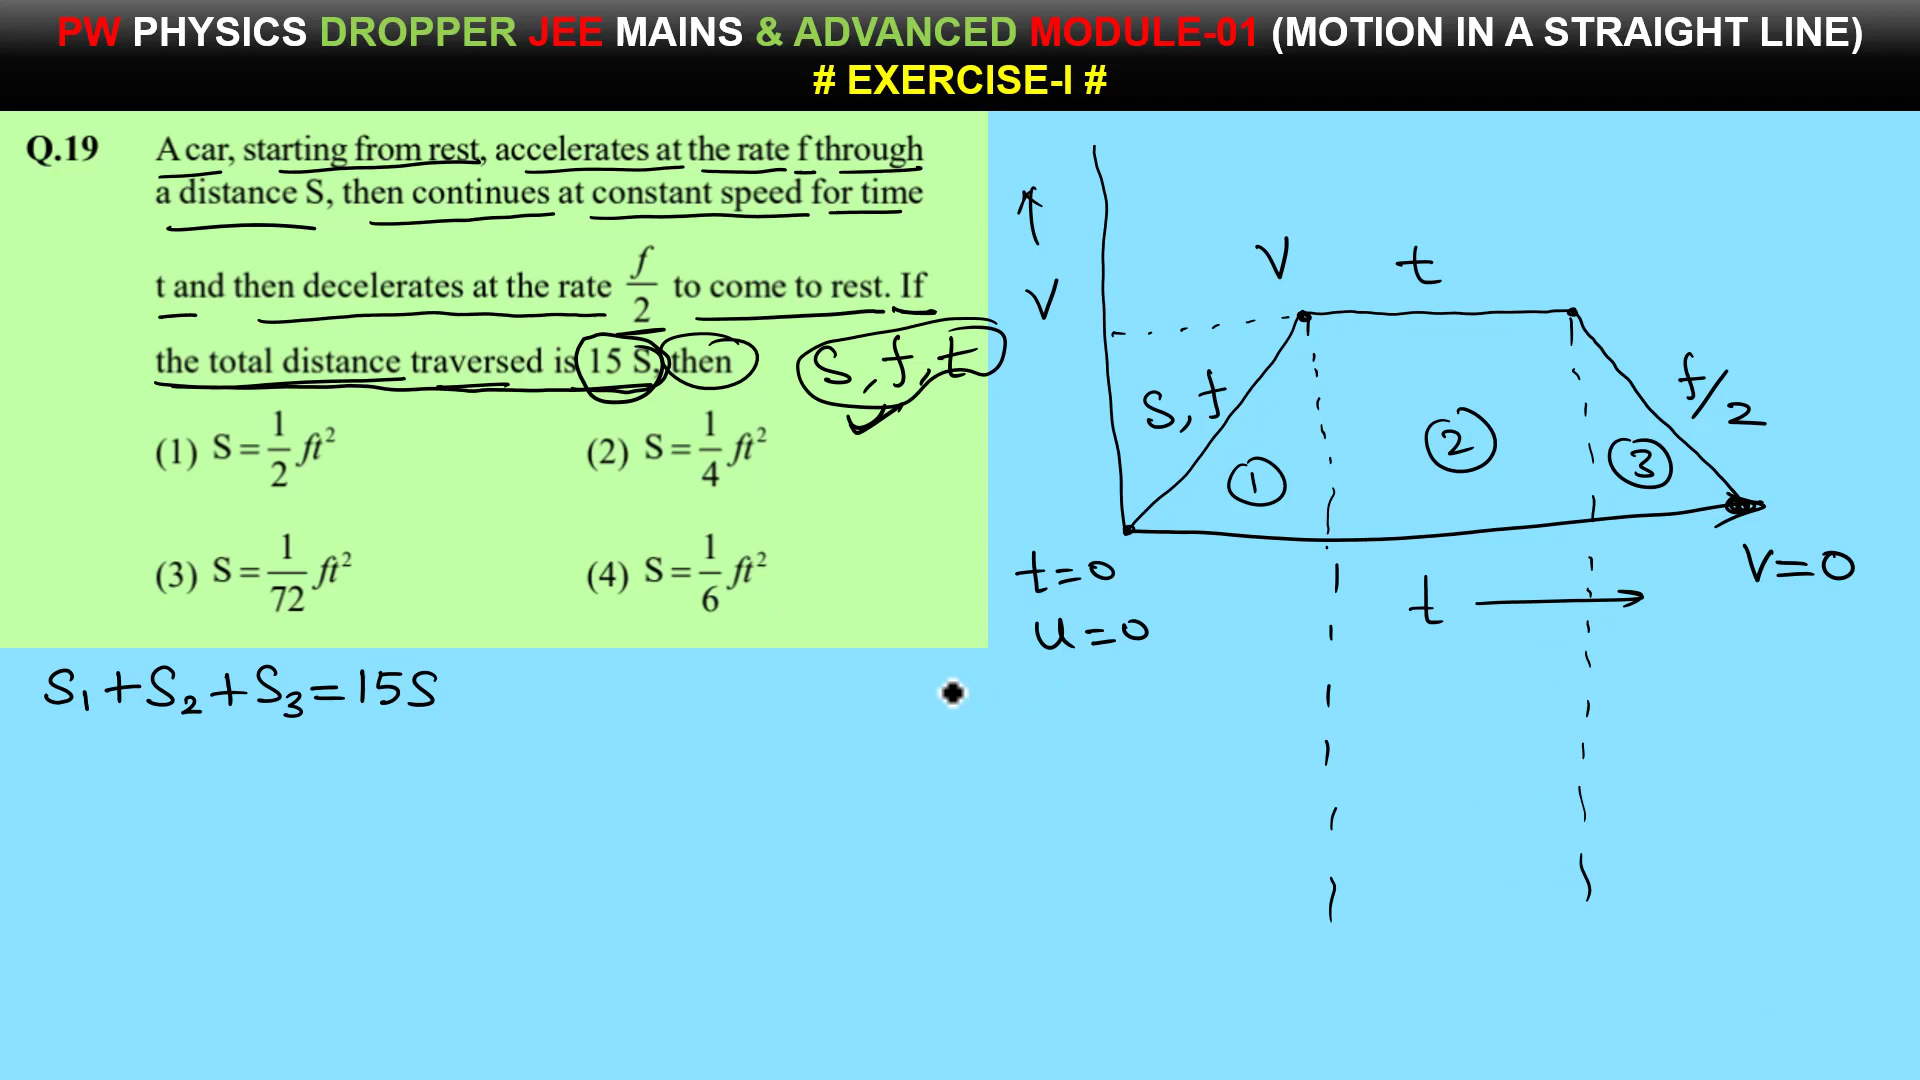 PW PHYSICS DROPPER JEE MAINS & ADVANCED MODULE-01 (MOTION IN A STRAIGHT LINE)
# EXERCISE-I #
Q.19 A car, starting from rest, accelerates at the rate f through
a distance S, then continues at constant speed for time
t and then decelerates at the rate f/2 to come to rest. If
the total distance traversed is 15 S, then
S, f, t
(1) S = 1/2 ft²
(2) S = 1/4 ft²
(3) S = 1/72 ft²
(4) S = 1/6 ft²
S₁ + S₂ + S₃ = 15S
V
V
t
S, f
f/2
①
②
③
t=0
u=0
t
V=0